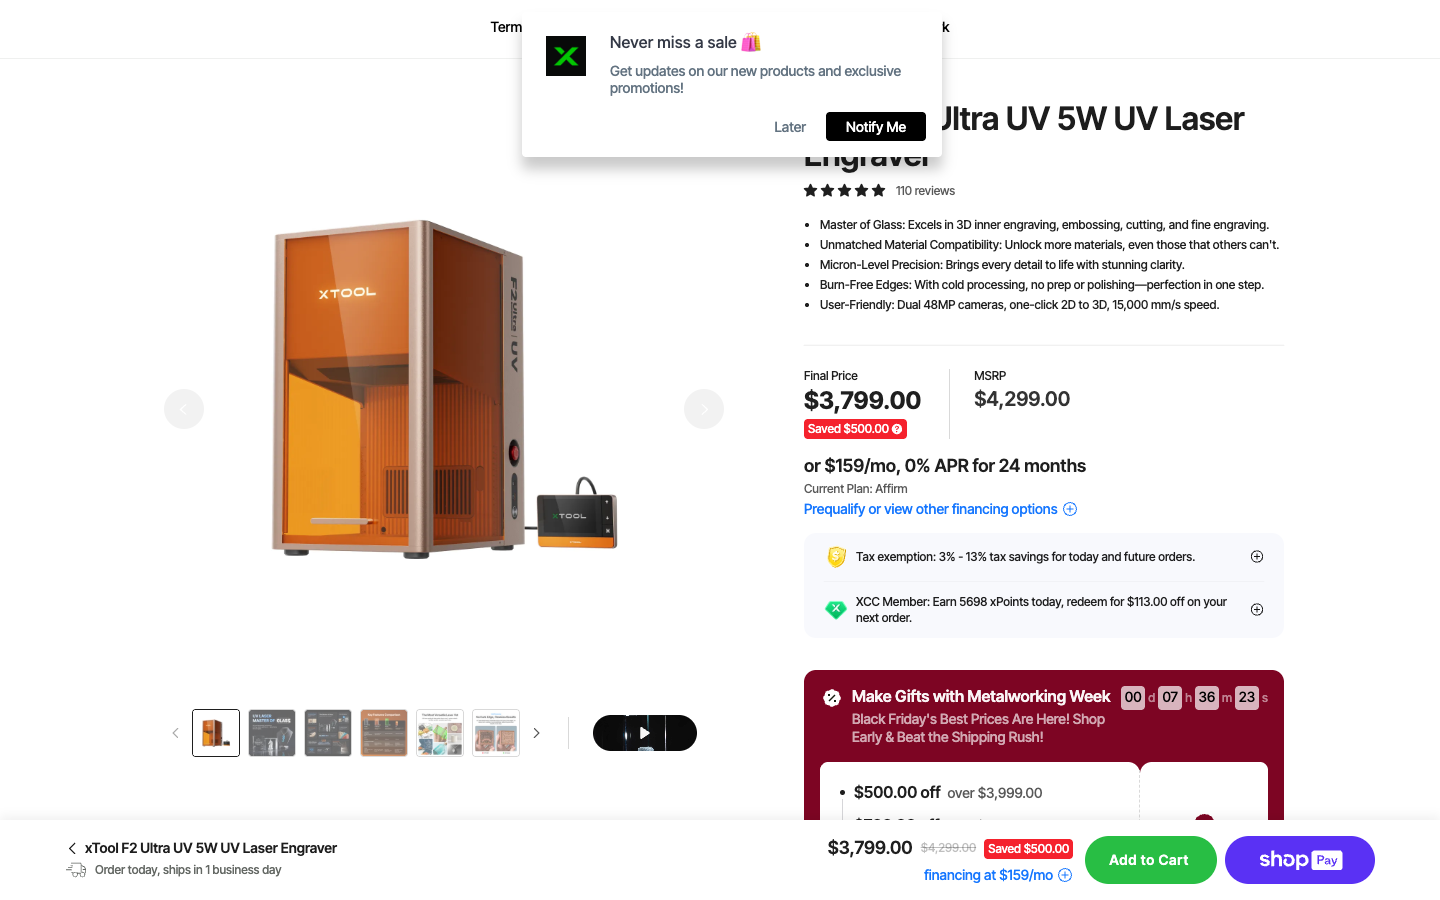 Term
k
Never miss a sale 🛍️
Get updates on our new products and exclusive
promotions!
Later
Notify Me
Ultra UV 5W UV Laser
Engraver
110 reviews
• Master of Glass: Excels in 3D inner engraving, embossing, cutting, and fine engraving.
• Unmatched Material Compatibility: Unlock more materials, even those that others can't.
• Micron-Level Precision: Brings every detail to life with stunning clarity.
• Burn-Free Edges: With cold processing, no prep or polishing—perfection in one step.
• User-Friendly: Dual 48MP cameras, one-click 2D to 3D, 15,000 mm/s speed.
XTOOL
F2 Ultra | UV
XTOOL
Final Price
$3,799.00
Saved $500.00
MSRP
$4,299.00
or $159/mo, 0% APR for 24 months
Current Plan: Affirm
Prequalify or view other financing options
Tax exemption: 3% - 13% tax savings for today and future orders.
XCC Member: Earn 5698 xPoints today, redeem for $113.00 off on your
next order.
Make Gifts with Metalworking Week
00 d 07 h 36 m 23 s
Black Friday's Best Prices Are Here! Shop
Early & Beat the Shipping Rush!
• $500.00 off over $3,999.00
xTool F2 Ultra UV 5W UV Laser Engraver
Order today, ships in 1 business day
$3,799.00 $4,299.00 Saved $500.00
financing at $159/mo
Add to Cart
shop Pay